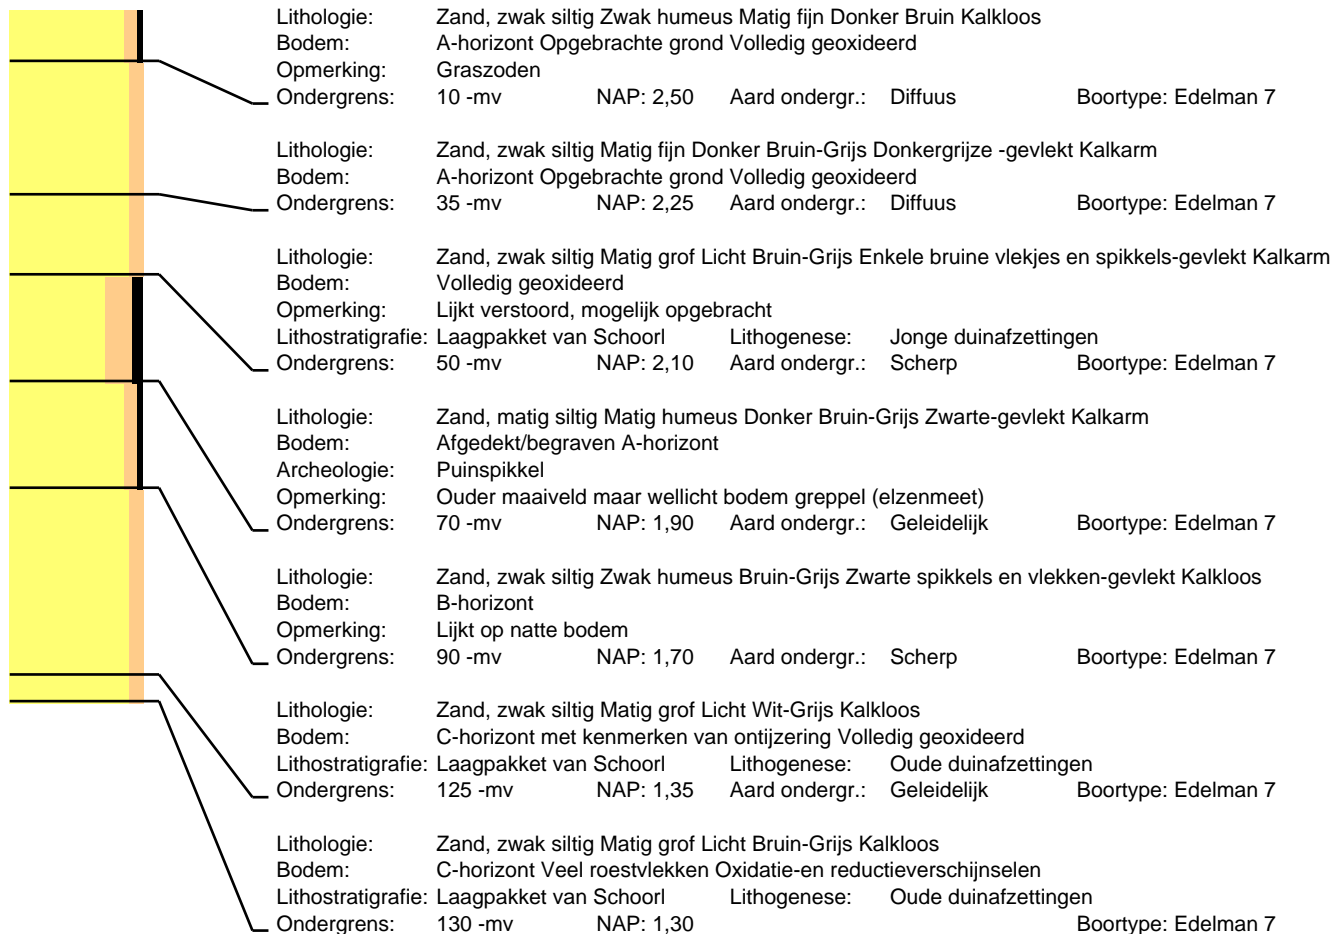 Lithologie: Zand, zwak siltig Zwak humeus Matig fijn Donker Bruin Kalkloos
Bodem: A-horizont Opgebrachte grond Volledig geoxideerd
Opmerking: Graszoden
Ondergrens: 10 -mv NAP: 2,50 Aard ondergr.: Diffuus Boortype: Edelman 7
Lithologie: Zand, zwak siltig Matig fijn Donker Bruin-Grijs Donkergrijze -gevlekt Kalkarm
Bodem: A-horizont Opgebrachte grond Volledig geoxideerd
Ondergrens: 35 -mv NAP: 2,25 Aard ondergr.: Diffuus Boortype: Edelman 7
Lithologie: Zand, zwak siltig Matig grof Licht Bruin-Grijs Enkele bruine vlekjes en spikkels-gevlekt Kalkarm
Bodem: Volledig geoxideerd
Opmerking: Lijkt verstoord, mogelijk opgebracht
Lithostratigrafie: Laagpakket van Schoorl Lithogenese: Jonge duinafzettingen
Ondergrens: 50 -mv NAP: 2,10 Aard ondergr.: Scherp Boortype: Edelman 7
Lithologie: Zand, matig siltig Matig humeus Donker Bruin-Grijs Zwarte-gevlekt Kalkarm
Bodem: Afgedekt/begraven A-horizont
Archeologie: Puinspikkel
Opmerking: Ouder maaiveld maar wellicht bodem greppel (elzenmeet)
Ondergrens: 70 -mv NAP: 1,90 Aard ondergr.: Geleidelijk Boortype: Edelman 7
Lithologie: Zand, zwak siltig Zwak humeus Bruin-Grijs Zwarte spikkels en vlekken-gevlekt Kalkloos
Bodem: B-horizont
Opmerking: Lijkt op natte bodem
Ondergrens: 90 -mv NAP: 1,70 Aard ondergr.: Scherp Boortype: Edelman 7
Lithologie: Zand, zwak siltig Matig grof Licht Wit-Grijs Kalkloos
Bodem: C-horizont met kenmerken van ontijzering Volledig geoxideerd
Lithostratigrafie: Laagpakket van Schoorl Lithogenese: Oude duinafzettingen
Ondergrens: 125 -mv NAP: 1,35 Aard ondergr.: Geleidelijk Boortype: Edelman 7
Lithologie: Zand, zwak siltig Matig grof Licht Bruin-Grijs Kalkloos
Bodem: C-horizont Veel roestvlekken Oxidatie-en reductieverschijnselen
Lithostratigrafie: Laagpakket van Schoorl Lithogenese: Oude duinafzettingen
Ondergrens: 130 -mv NAP: 1,30 Boortype: Edelman 7